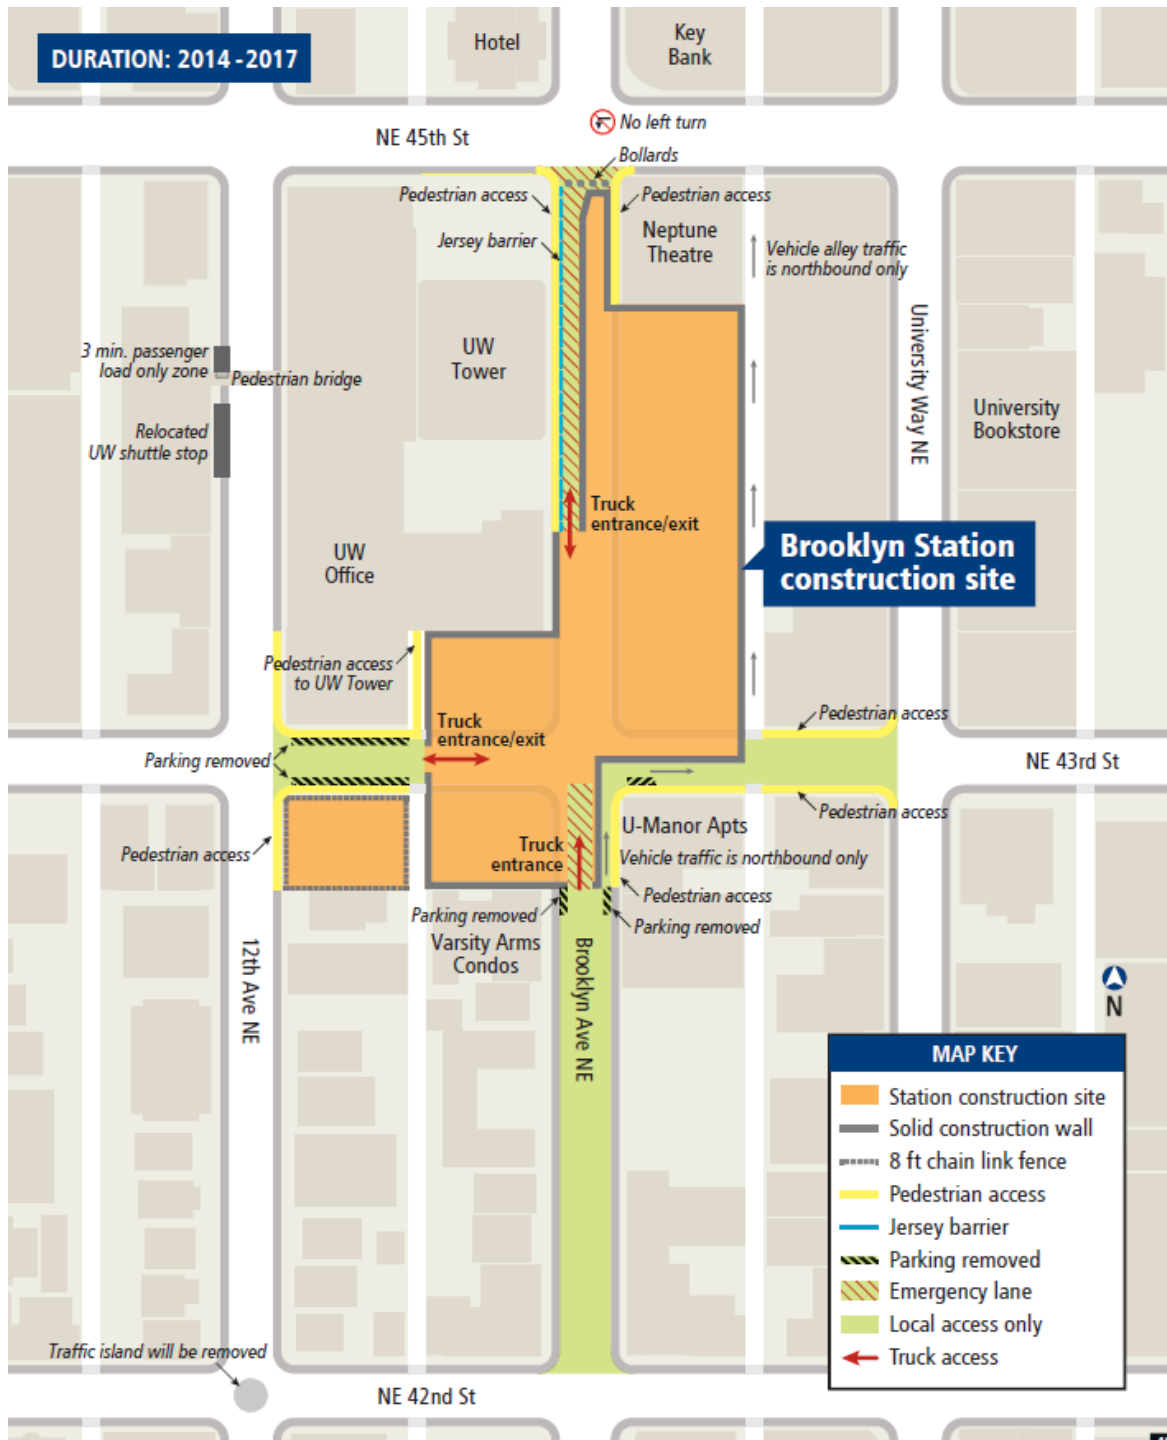 Hotel
Key
Bank
DURATION: 2014-2017
No left turn
NE 45th St
Bollards
Pedestrian access
Pedestrian access
Neptune
Theatre
Jersey barrier
Vehicle alley traffic
is northbound only
University Way NE
UW
Tower
3 min. passenger
load only zone
Pedestrian bridge
University
Bookstore
Relocated
UW shuttle stop
Truck
entrance/exit
Brooklyn Station
construction site
UW
Office
Pedestrian access
to UW Tower
Truck
entrance/exit
Pedestrian access
Parking removed
NE 43rd St
Pedestrian access
U-Manor Apts
Truck
entrance
Pedestrian access
Vehicle traffic is northbound only
Pedestrian access
Parking removed
Parking removed
Varsity Arms
Condos
12th Ave NE
Brooklyn Ave NE
N
MAP KEY
Station construction site
Solid construction wall
8 ft chain link fence
Pedestrian access
Jersey barrier
Parking removed
Emergency lane
Local access only
Truck access
Traffic island will be removed
NE 42nd St